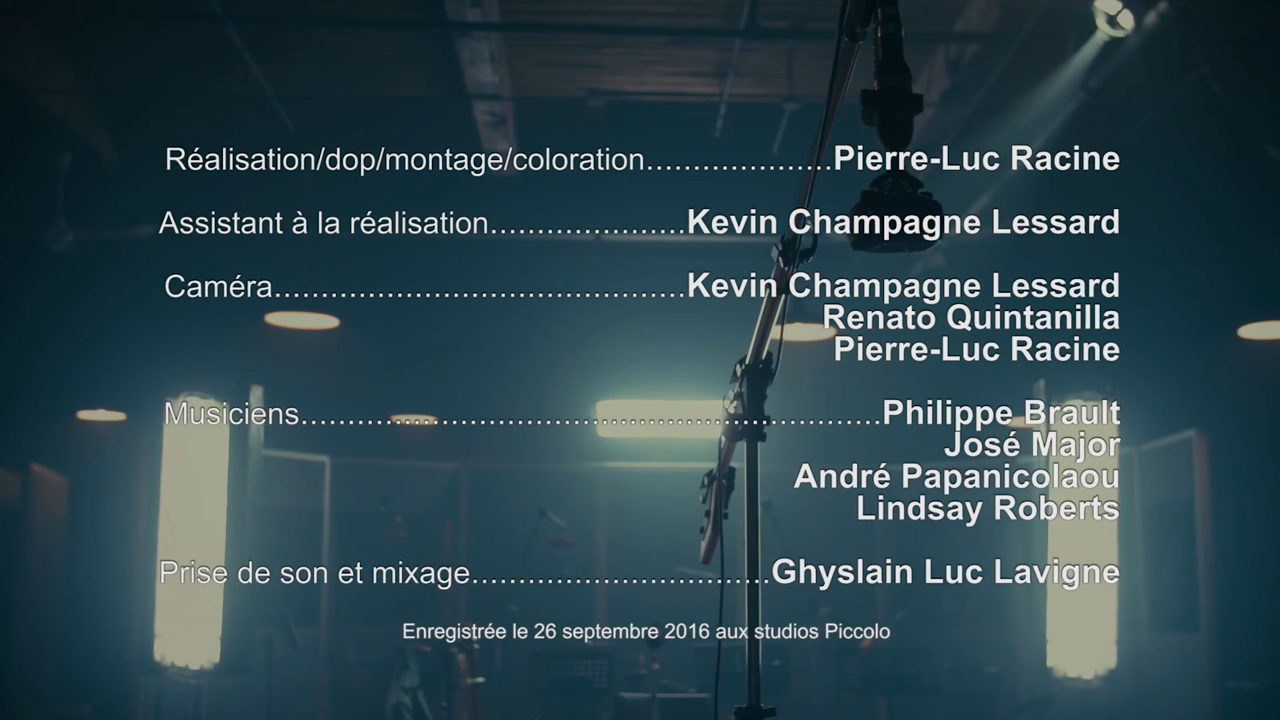 Réalisation/dop/montage/coloration....................Pierre-Luc Racine
Assistant à la réalisation.....................Kevin Champagne Lessard
Caméra............................................Kevin Champagne Lessard
Renato Quintanilla
Pierre-Luc Racine
Musiciens..............................................................Philippe Brault
José Major
André Papanicolaou
Lindsay Roberts
Prise de son et mixage................................Ghyslain Luc Lavigne
Enregistrée le 26 septembre 2016 aux studios Piccolo